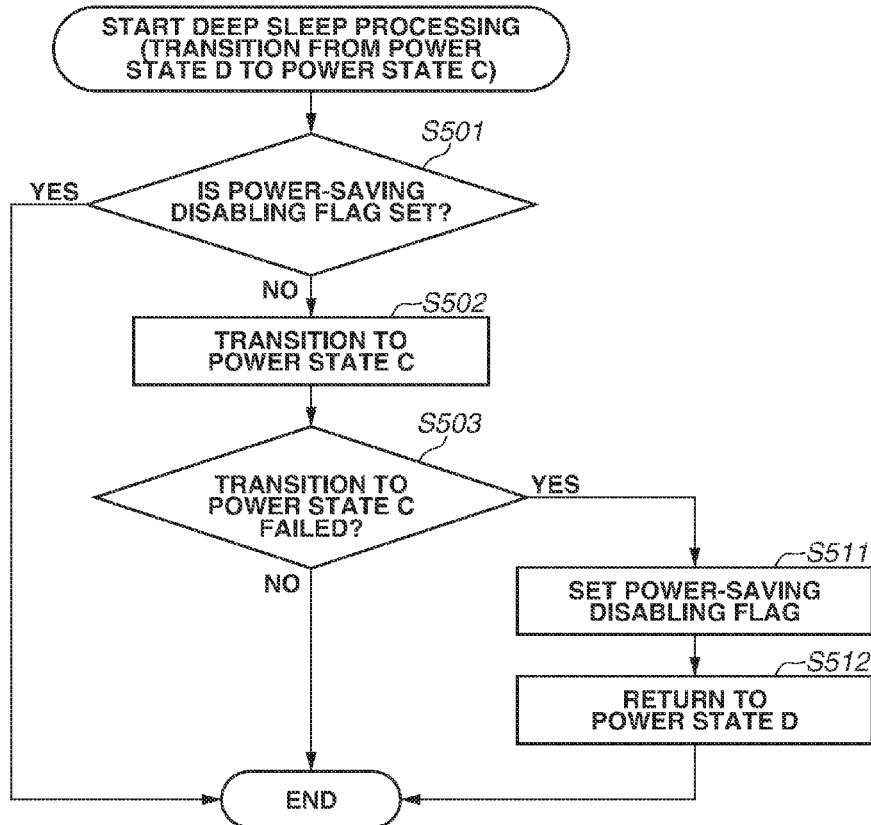 START DEEP SLEEP PROCESSING
(TRANSITION FROM POWER
STATE D TO POWER STATE C)
S501
YES
IS POWER-SAVING
DISABLING FLAG SET?
NO
S502
TRANSITION TO
POWER STATE C
S503
TRANSITION TO
POWER STATE C
FAILED?
YES
NO
S511
SET POWER-SAVING
DISABLING FLAG
S512
RETURN TO
POWER STATE D
END